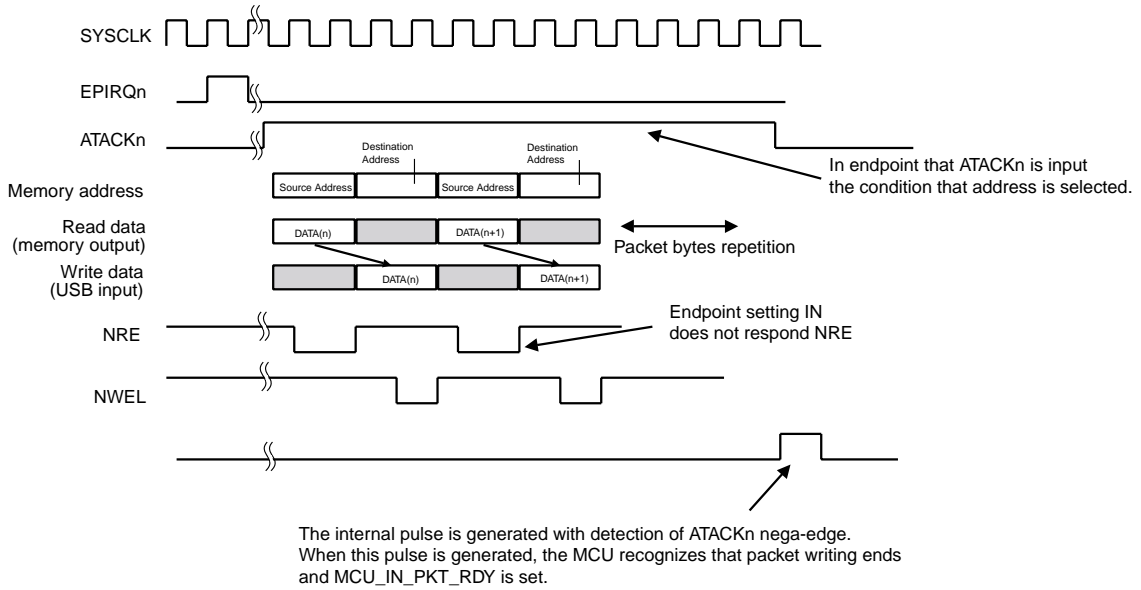 SYSCLK
EPIRQn
ATACKn
In endpoint that ATACKn is input
the condition that address is selected.
Destination
Address
Destination
Address
Memory address
Source Address
Source Address
Read data
(memory output)
DATA(n)
DATA(n+1)
Packet bytes repetition
Write data
(USB input)
DATA(n)
DATA(n+1)
Endpoint setting IN
does not respond NRE
NRE
NWEL
The internal pulse is generated with detection of ATACKn nega-edge.
When this pulse is generated, the MCU recognizes that packet writing ends
and MCU_IN_PKT_RDY is set.